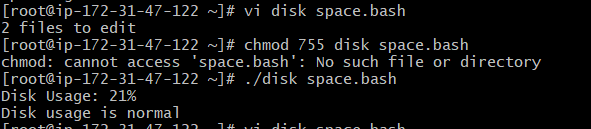 [root@ip-172-31-47-122 ~]# vi disk space.bash
2 files to edit
[root@ip-172-31-47-122 ~]# chmod 755 disk space.bash
chmod: cannot access 'space.bash': No such file or directory
[root@ip-172-31-47-122 ~]# ./disk space.bash
Disk Usage: 21%
Disk usage is normal
[root@ip-172-31-47-122 ~]# vi disk space.bash